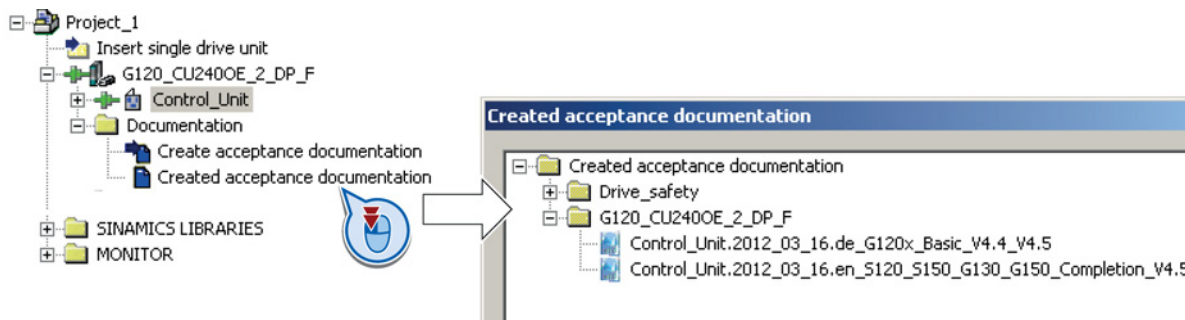 Project_1
Insert single drive unit
G120_CU240OE_2_DP_F
Control_Unit
Documentation
Create acceptance documentation
Created acceptance documentation
SINAMICS LIBRARIES
MONITOR
Created acceptance documentation
Created acceptance documentation
Drive_safety
G120_CU240OE_2_DP_F
Control_Unit.2012_03_16.de_G120x_Basic_V4.4_V4.5
Control_Unit.2012_03_16.en_S120_S150_G130_G150_Completion_V4.5